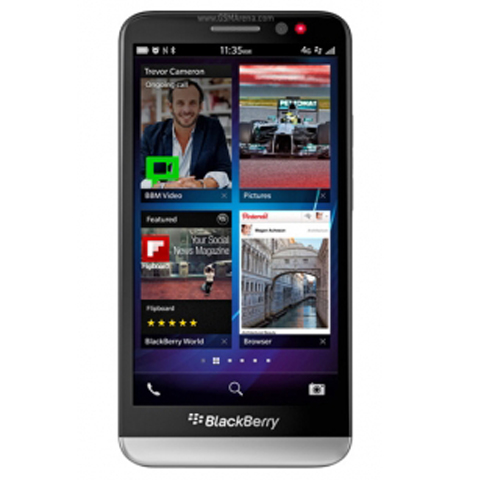 www.GSMArena.com
11:35
4G
Trevor Cameron
Ongoing call
PETRONAS
BBM Video
Pictures
Featured
Pinterest
Your Social
News Magazine
Flipboard
Flipboard
BlackBerry World
Browser
BlackBerry